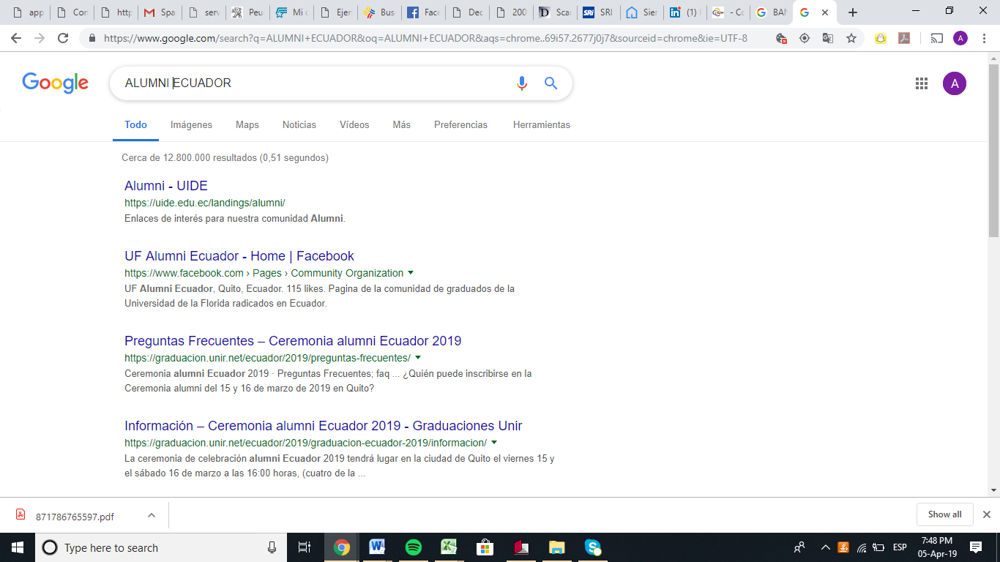 app
Con
http
Spa
serv
Peu
Mi c
Ejer
Bus
Fac
Dec
200
Sca
SRI
SRI
Sier
(1)
- Co
BAN
https://www.google.com/search?q=ALUMNI+ECUADOR&oq=ALUMNI+ECUADOR&aqs=chrome..69i57.2677j0j7&sourceid=chrome&ie=UTF-8
A
Google
ALUMNI ECUADOR
A
Todo Imágenes Maps Noticias Vídeos Más Preferencias Herramientas
Cerca de 12.800.000 resultados (0,51 segundos)
Alumni - UIDE
https://uide.edu.ec/landings/alumni/
Enlaces de interés para nuestra comunidad Alumni.
UF Alumni Ecuador - Home | Facebook
https://www.facebook.com › Pages › Community Organization
UF Alumni Ecuador, Quito, Ecuador. 115 likes. Pagina de la comunidad de graduados de la
Universidad de la Florida radicados en Ecuador.
Preguntas Frecuentes – Ceremonia alumni Ecuador 2019
https://graduacion.unir.net/ecuador/2019/preguntas-frecuentes/
Ceremonia alumni Ecuador 2019 · Preguntas Frecuentes; faq ... ¿Quién puede inscribirse en la
Ceremonia alumni del 15 y 16 de marzo de 2019 en Quito?
Información – Ceremonia alumni Ecuador 2019 - Graduaciones Unir
https://graduacion.unir.net/ecuador/2019/graduacion-ecuador-2019/informacion/
La ceremonia de celebración alumni Ecuador 2019 tendrá lugar en la ciudad de Quito el viernes 15 y
el sábado 16 de marzo a las 16:00 horas, (cuatro de la ...
871786765597.pdf
Show all
Type here to search
ESP
7:48 PM
05-Apr-19